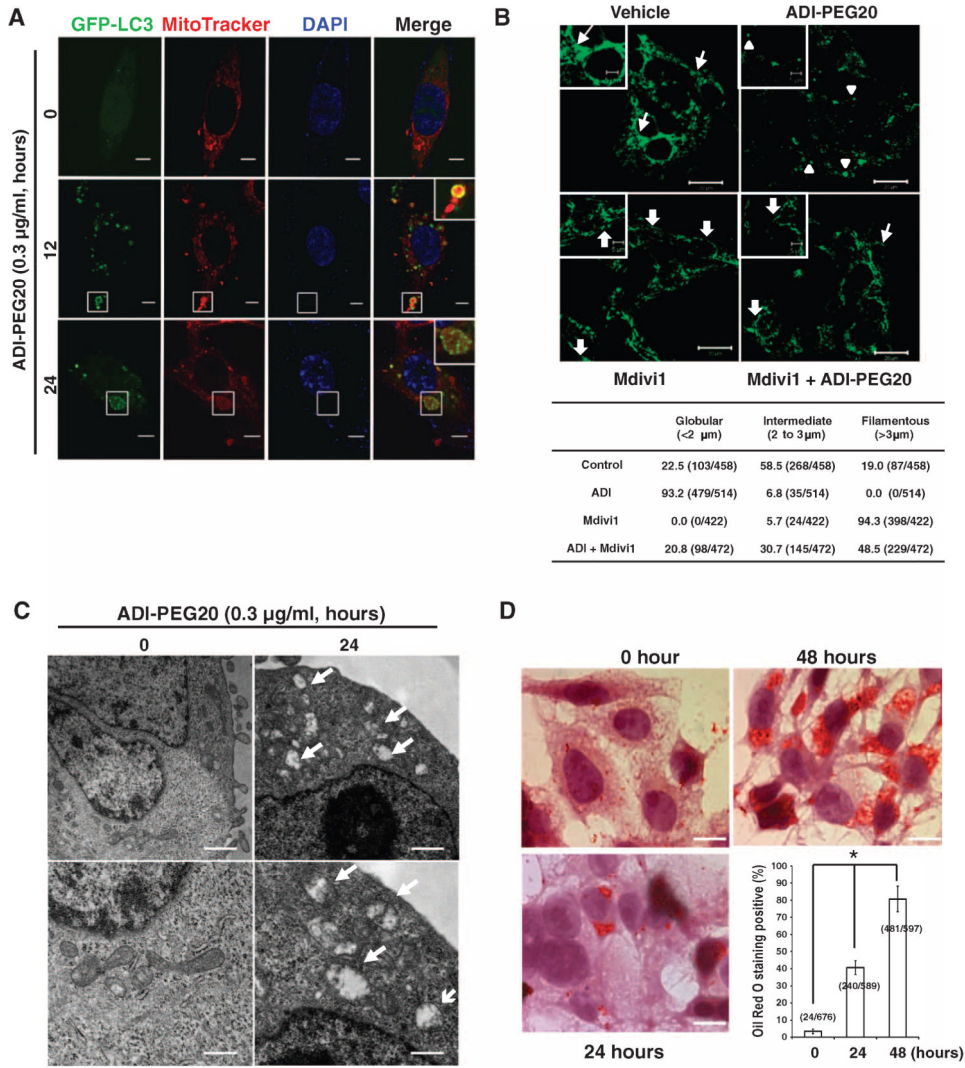 A
GFP-LC3 MitoTracker DAPI Merge
ADI-PEG20 (0.3 µg/ml, hours)
0
12
24
B
Vehicle ADI-PEG20
Mdivi1 Mdivi1 + ADI-PEG20
Globular Intermediate Filamentous
(<2 µm) (2 to 3µm) (>3µm)
Control 22.5 (103/458) 58.5 (268/458) 19.0 (87/458)
ADI 93.2 (479/514) 6.8 (35/514) 0.0 (0/514)
Mdivi1 0.0 (0/422) 5.7 (24/422) 94.3 (398/422)
ADI + Mdivi1 20.8 (98/472) 30.7 (145/472) 48.5 (229/472)
C
ADI-PEG20 (0.3 µg/ml, hours)
0 24
D
0 hour 48 hours
24 hours
Oil Red O staining positive (%)
100
90
80
70
60
50
40
30
20
10
0
*
(24/676)
(240/589)
(481/597)
0 24 48 (hours)